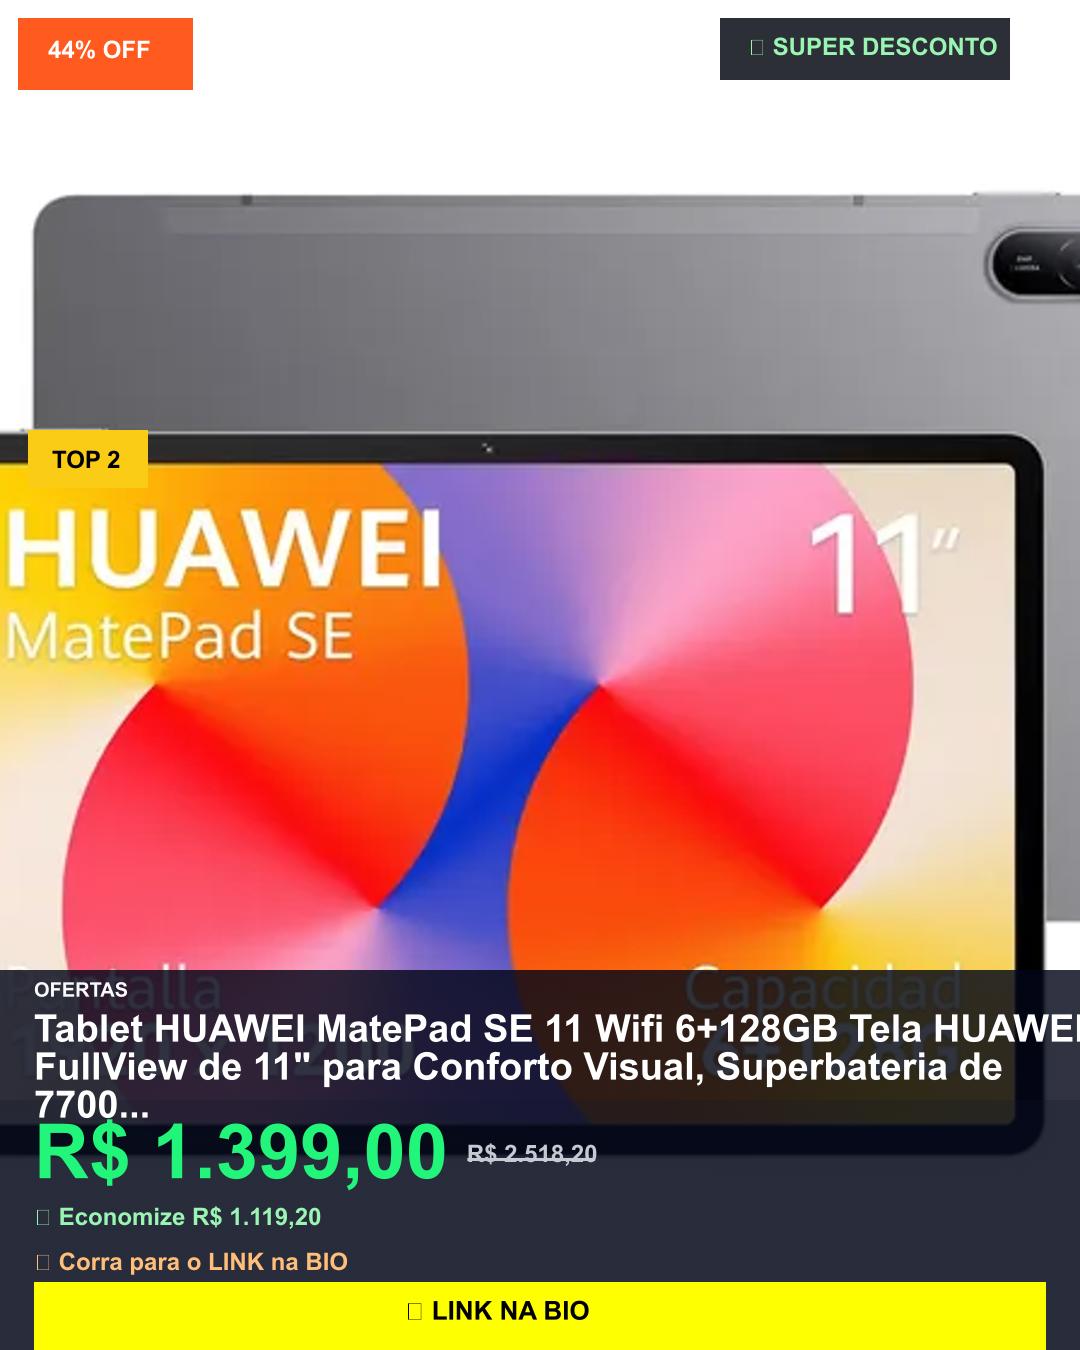 44% OFF
SUPER DESCONTO
TOP 2
HUAWEI
MatePad SE
11"
Pantalla
Capacidad
OFERTAS
Tablet HUAWEI MatePad SE 11 Wifi 6+128GB Tela HUAWEI
FullView de 11" para Conforto Visual, Superbateria de
7700...
R$ 1.399,00 R$ 2.518,20
Economize R$ 1.119,20
Corra para o LINK na BIO
LINK NA BIO